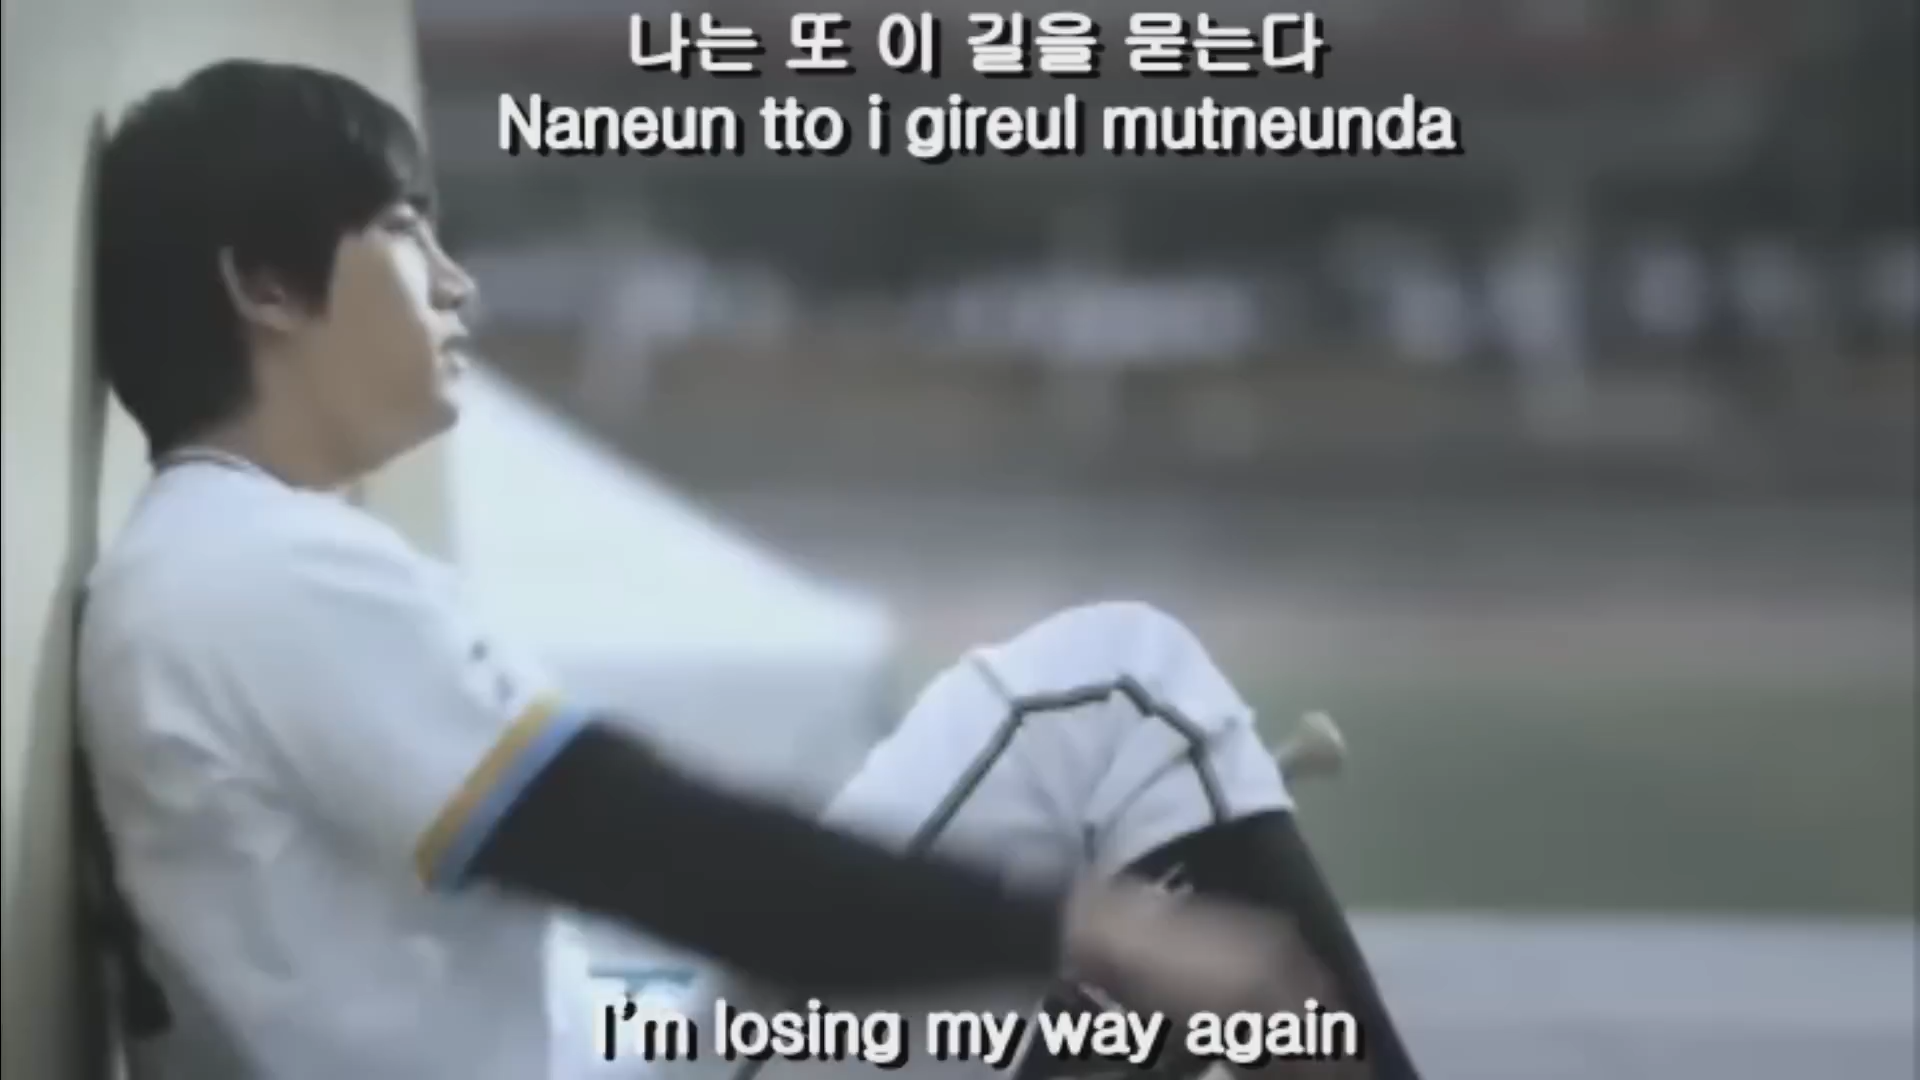 나는 또 이 길을 묻는다
Naneun tto i gireul mutneunda
I'm losing my way again